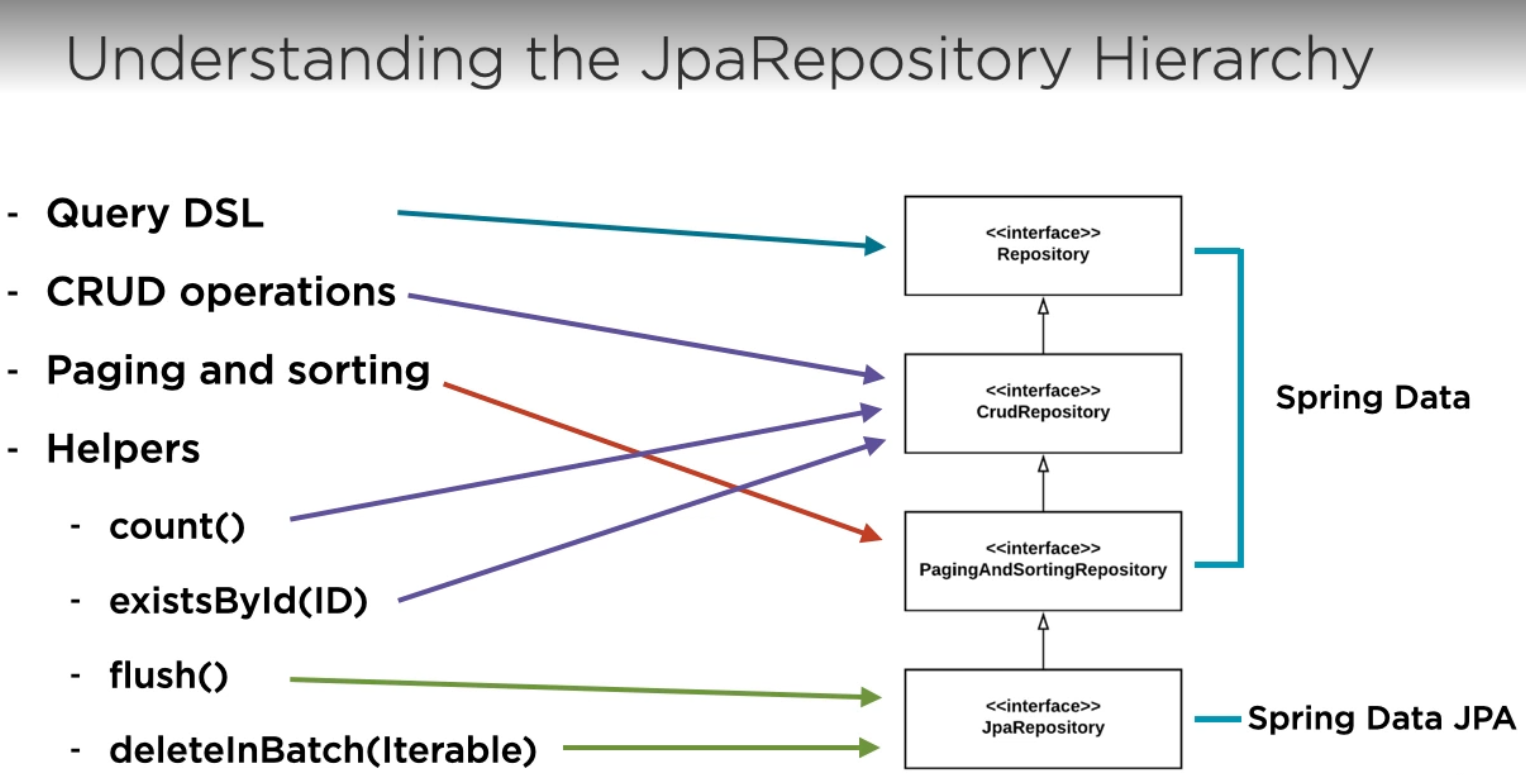 Understanding the JpaRepository Hierarchy
- Query DSL
- CRUD operations
- Paging and sorting
- Helpers
- count()
- existsById(ID)
- flush()
- deleteInBatch(Iterable)
<<interface>>
Repository
<<interface>>
CrudRepository
<<interface>>
PagingAndSortingRepository
<<interface>>
JpaRepository
Spring Data
Spring Data JPA